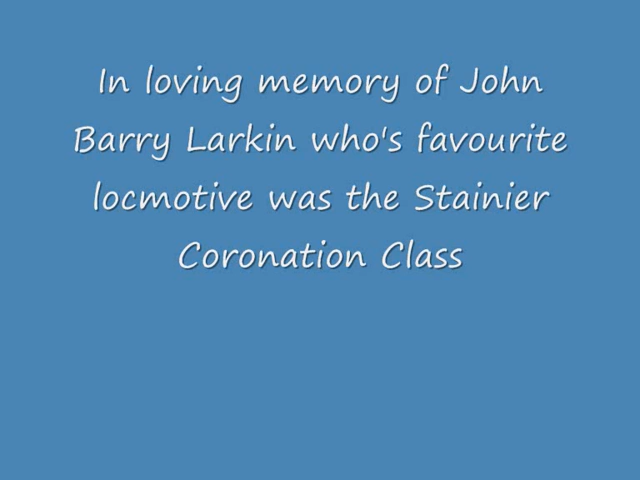 In loving memory of John
Barry Larkin who's favourite
locmotive was the Stainier
Coronation Class